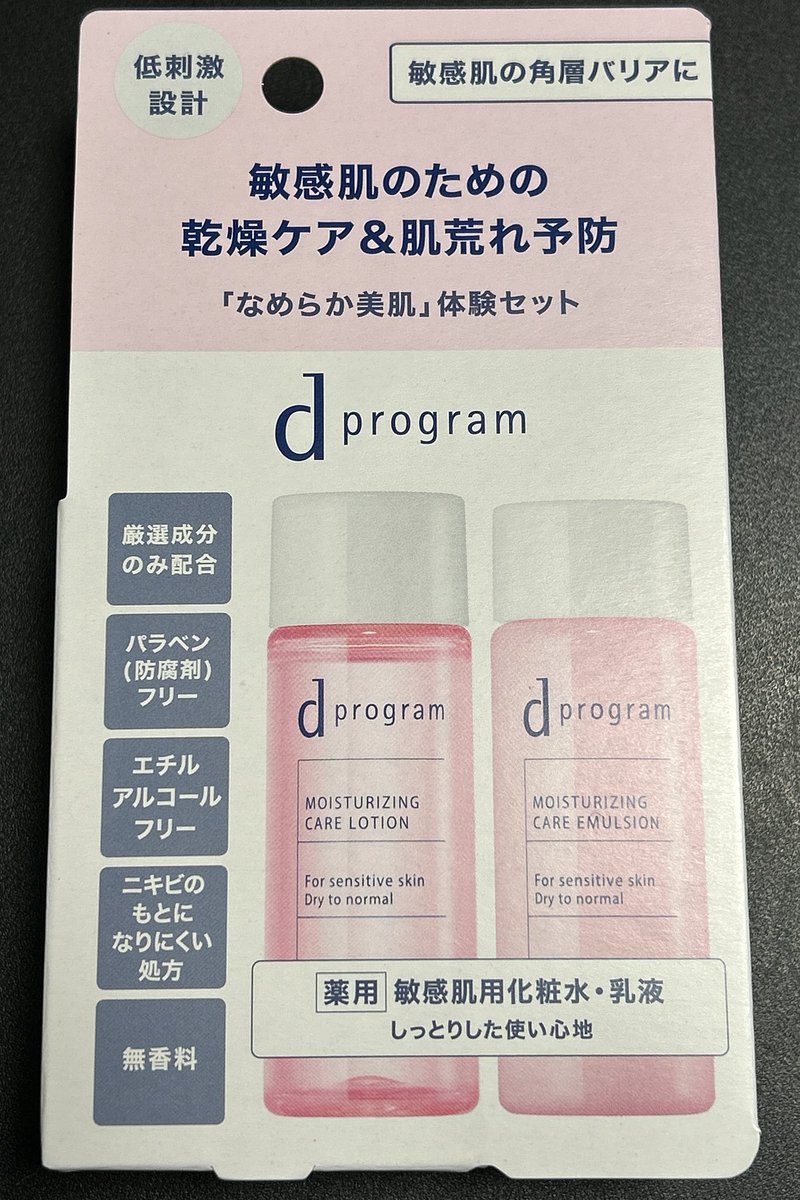 低刺激
設計
敏感肌の角層バリアに
敏感肌のための
乾燥ケア&肌荒れ予防
「なめらか美肌」体験セット
d program
厳選成分
のみ配合
パラベン
(防腐剤)
フリー
エチル
アルコール
フリー
ニキビの
もとに
なりにくい
処方
無香料
d program
MOISTURIZING
CARE LOTION
For sensitive skin
Dry to normal
d program
MOISTURIZING
CARE EMULSION
For sensitive skin
Dry to normal
薬用 敏感肌用化粧水・乳液
しっとりした使い心地